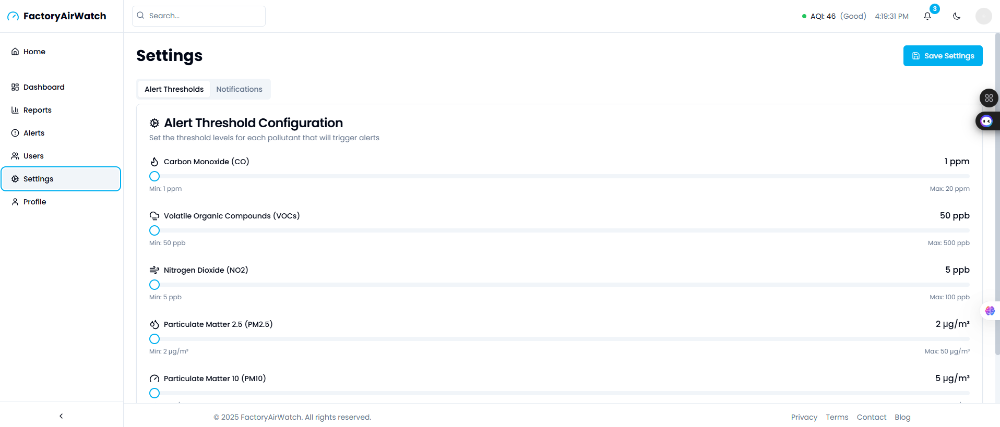 FactoryAirWatch
Search...
AQI: 46 (Good) 4:19:31 PM
3
Home
Dashboard
Reports
Alerts
Users
Settings
Profile
Settings
Save Settings
Alert Thresholds
Notifications
Alert Threshold Configuration
Set the threshold levels for each pollutant that will trigger alerts
Carbon Monoxide (CO)
1 ppm
Min: 1 ppm
Max: 20 ppm
Volatile Organic Compounds (VOCs)
50 ppb
Min: 50 ppb
Max: 500 ppb
Nitrogen Dioxide (NO2)
5 ppb
Min: 5 ppb
Max: 100 ppb
Particulate Matter 2.5 (PM2.5)
2 μg/m³
Min: 2 μg/m³
Max: 50 μg/m³
Particulate Matter 10 (PM10)
5 μg/m³
© 2025 FactoryAirWatch. All rights reserved.
Privacy Terms Contact Blog